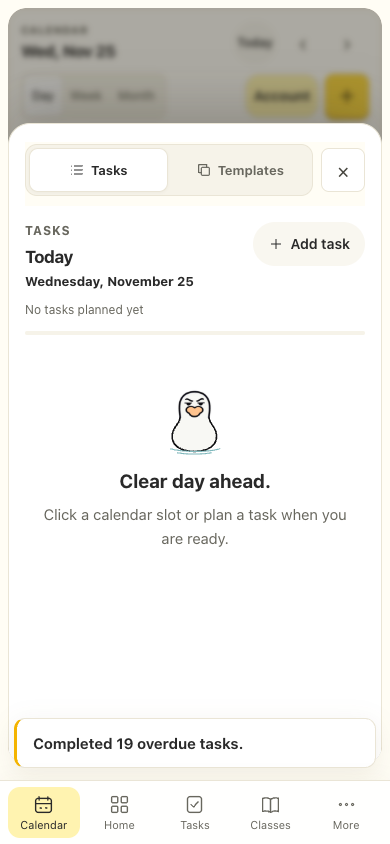 CALENDAR
Wed, Nov 25
Today
Day Week Month
Account
Tasks Templates
TASKS
Today
Wednesday, November 25
No tasks planned yet
Add task
Clear day ahead.
Click a calendar slot or plan a task when you
are ready.
Completed 19 overdue tasks.
Calendar Home Tasks Classes More